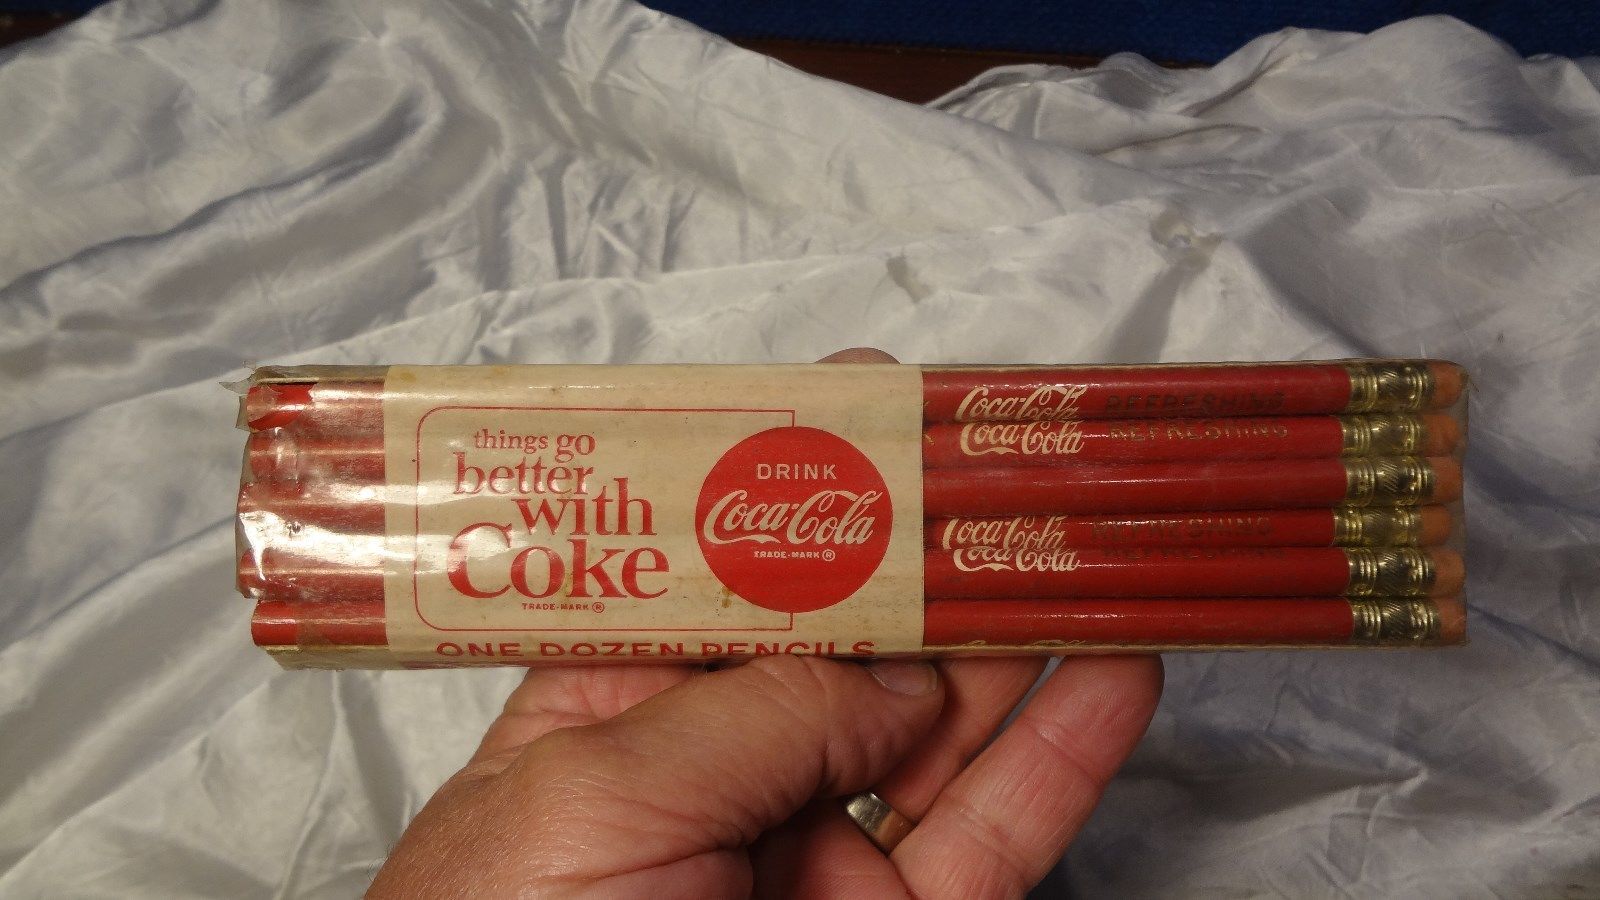 things go
better
with
Coke
TRADE-MARK ®
DRINK
Coca-Cola
TRADE-MARK ®
ONE DOZEN PENCILS
Coca-Cola REFRESHING
Coca-Cola REFRESHING
Coca-Cola REFRESHING
Coca-Cola REFRESHING